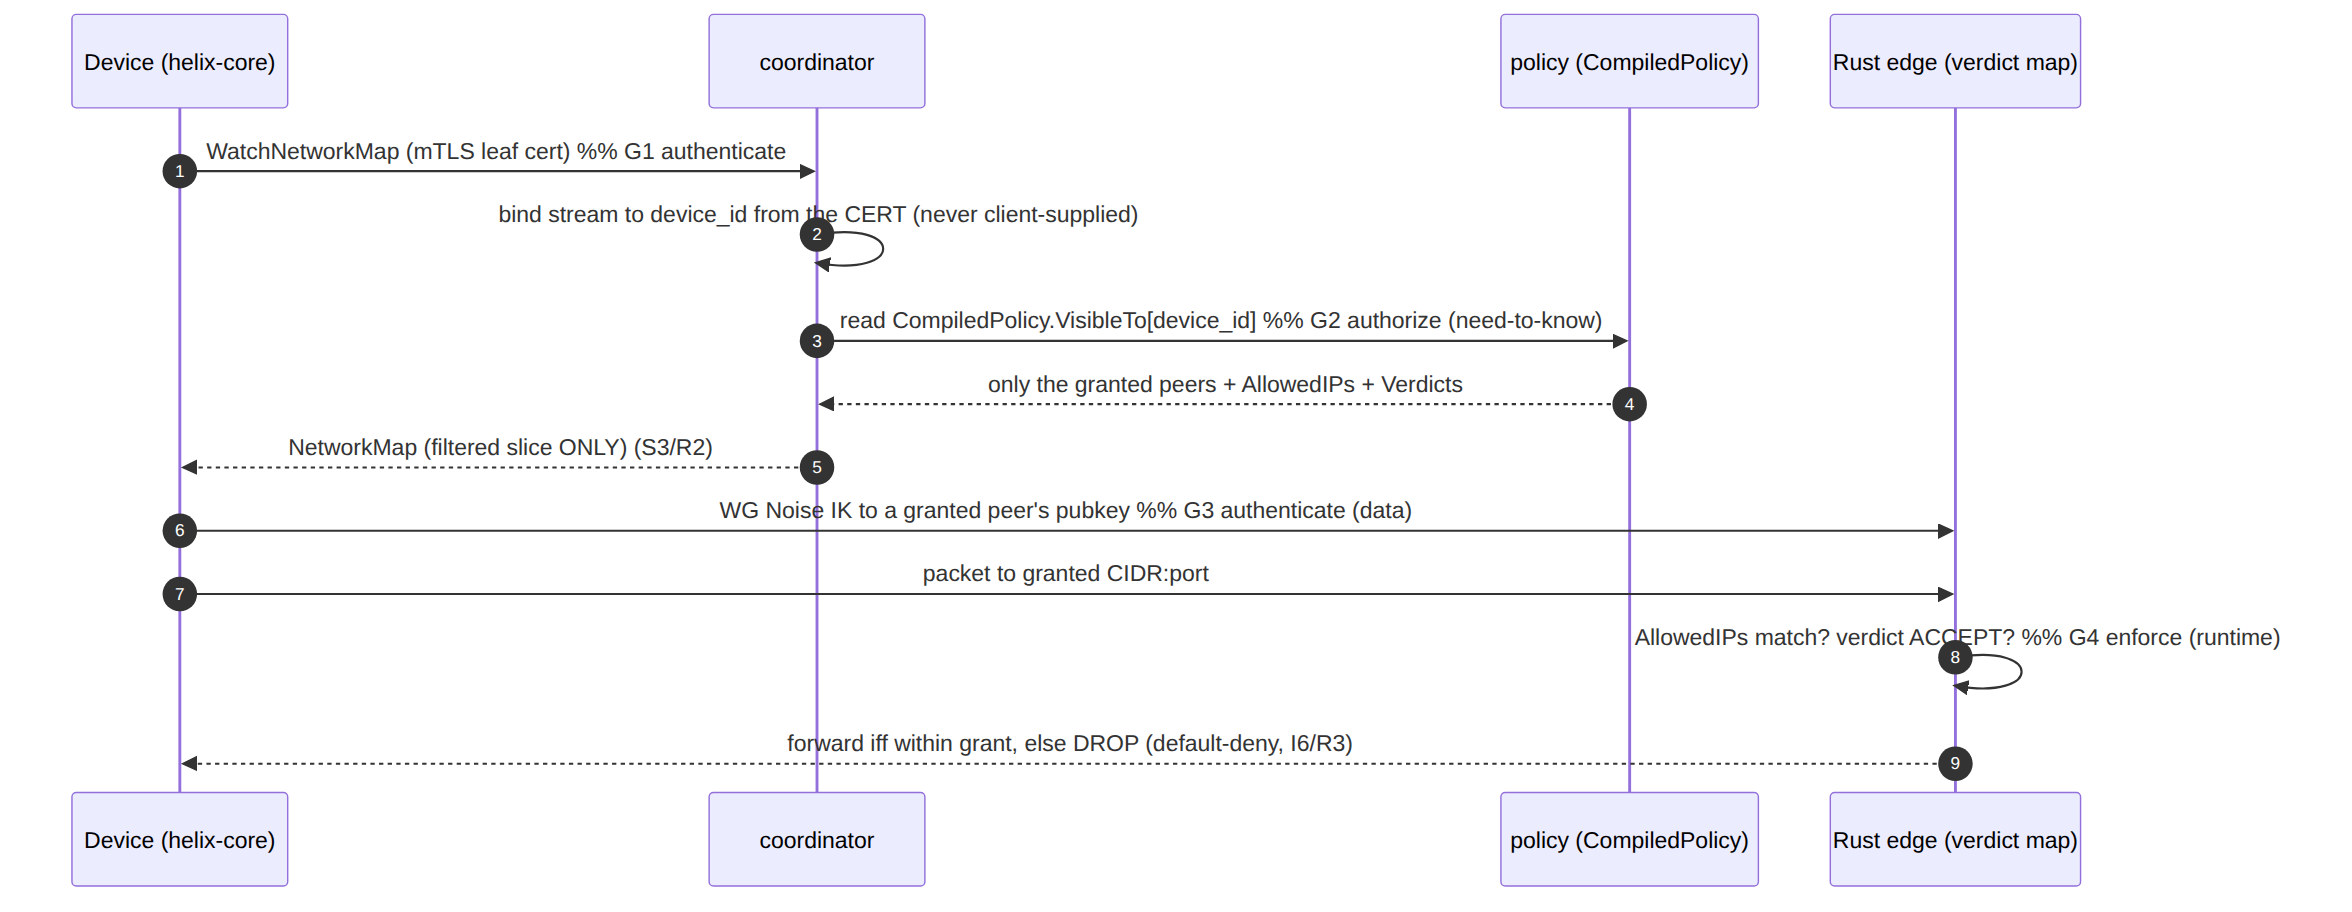 Device (helix-core)
coordinator
policy (CompiledPolicy)
Rust edge (verdict map)
WatchNetworkMap (mTLS leaf cert) %% G1 authenticate
1
bind stream to device_id from the CERT (never client-supplied)
2
read CompiledPolicy.VisibleTo[device_id] %% G2 authorize (need-to-know)
3
only the granted peers + AllowedIPs + Verdicts
4
NetworkMap (filtered slice ONLY) (S3/R2)
5
WG Noise IK to a granted peer's pubkey %% G3 authenticate (data)
6
packet to granted CIDR:port
7
AllowedIPs match? verdict ACCEPT? %% G4 enforce (runtime)
8
forward iff within grant, else DROP (default-deny, I6/R3)
9
Device (helix-core)
coordinator
policy (CompiledPolicy)
Rust edge (verdict map)